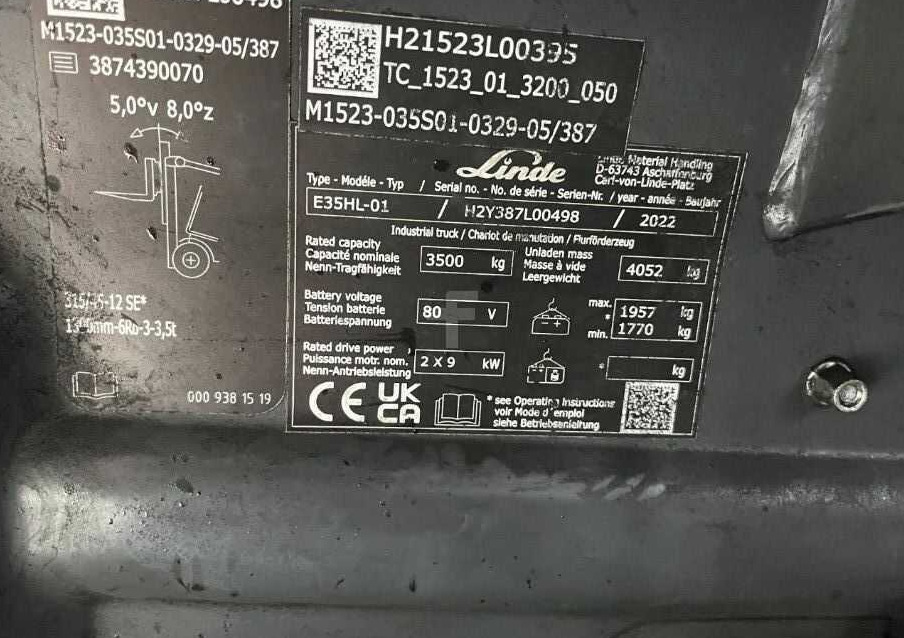 M1523-035S01-0329-05/387
3874390070
5,0°v 8,0°z
000 938 15 19
H21523L00395
TC_1523_01_3200_050
M1523-035S01-0329-05/387
Linde
Linde Material Handling
D-63743 Aschaffenburg
Carl-von-Linde-Platz
Type - Modéle - Typ / Serial no. - No. de série - Serien-Nr. / year - année - Baujahr
E35HL-01 / H2Y387L00498 / 2022
Industrial truck / Chariot de manutation / Flurförderzeug
Rated capacity
Capacité nominale
Nenn-Tragfähigkeit
3500 kg
Unladen mass
Masse à vide
Leergewicht
4052 kg
Battery voltage
Tension batterie
Batteriespannung
80 V
max.
* 1957 kg
min. 1770 kg
Rated drive power
Puissance motr. nom.
Nenn-Antriebsleistung
2 X 9 kW
* kg
CE UK
CA
* see Operating Instructions
voir Mode d'emploi
siehe Betriebsanleitung
F